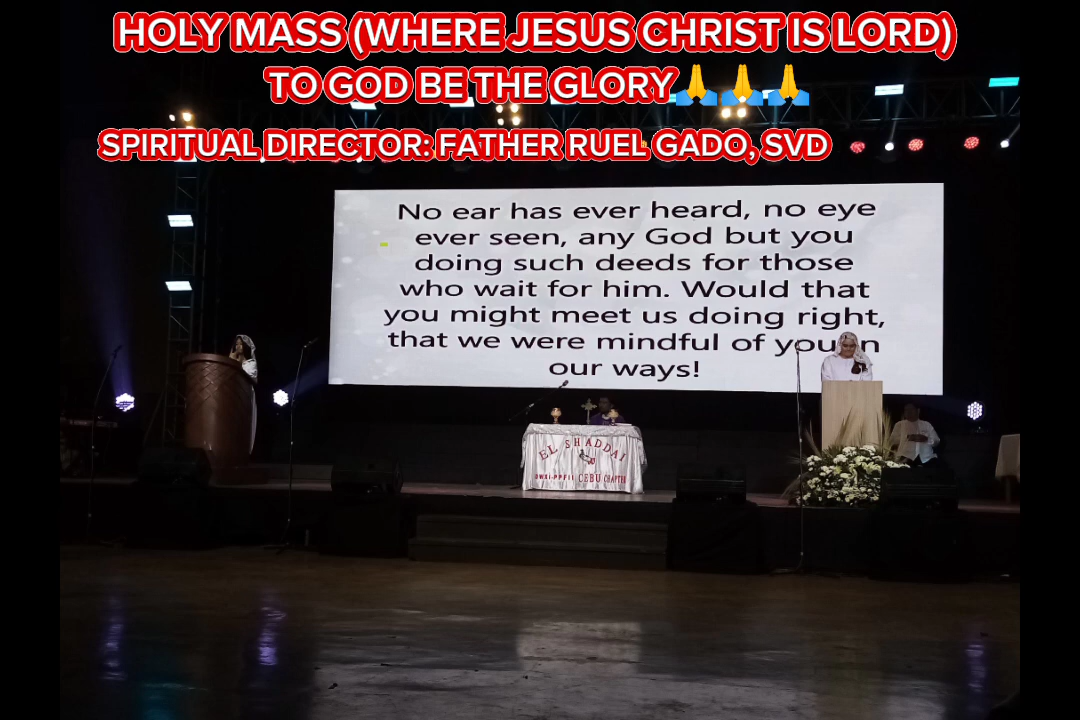 HOLY MASS (WHERE JESUS CHRIST IS LORD)
TO GOD BE THE GLORY🙏🙏🙏
SPIRITUAL DIRECTOR: FATHER RUEL GADO, SVD
No ear has ever heard, no eye
ever seen, any God but you
doing such deeds for those
who wait for him. Would that
you might meet us doing right,
that we were mindful of you in
our ways!
EL SHADDAI
DWXI-PPFII CEBU CHAPTER